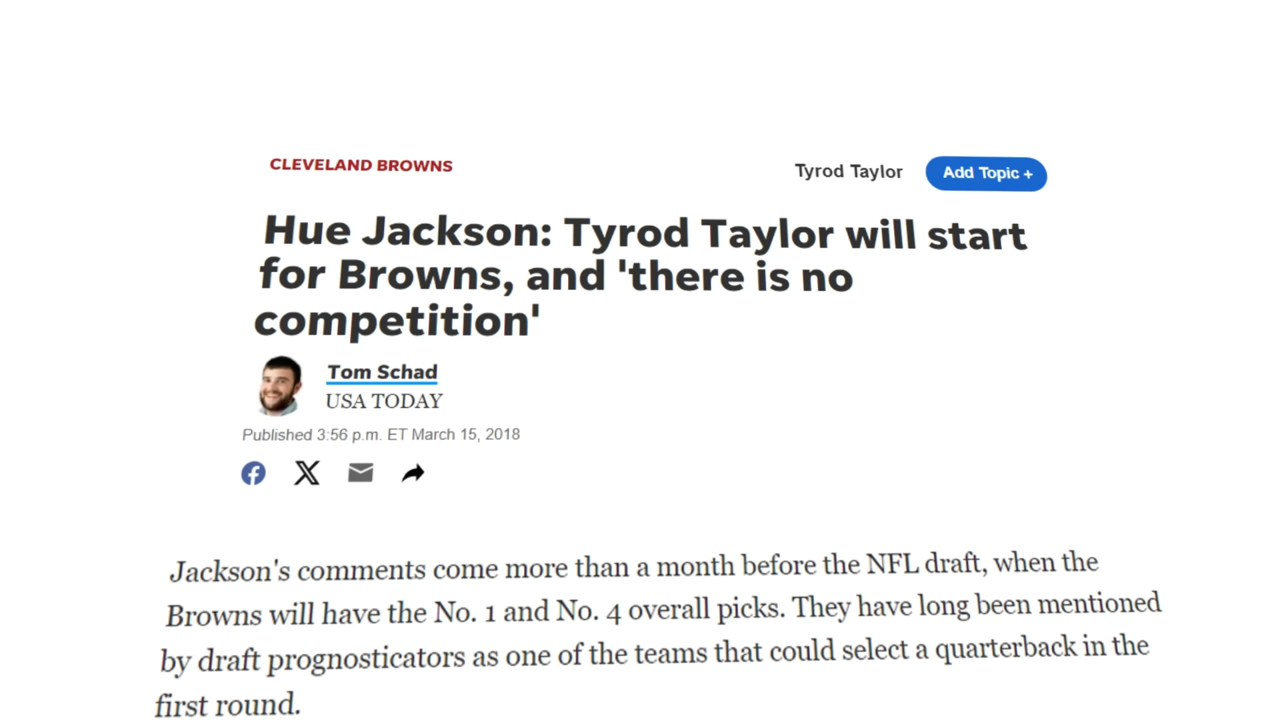 CLEVELAND BROWNS
Tyrod Taylor
Add Topic +
Hue Jackson: Tyrod Taylor will start
for Browns, and 'there is no
competition'
Tom Schad
USA TODAY
Published 3:56 p.m. ET March 15, 2018
Jackson's comments come more than a month before the NFL draft, when the
Browns will have the No. 1 and No. 4 overall picks. They have long been mentioned
by draft prognosticators as one of the teams that could select a quarterback in the
first round.